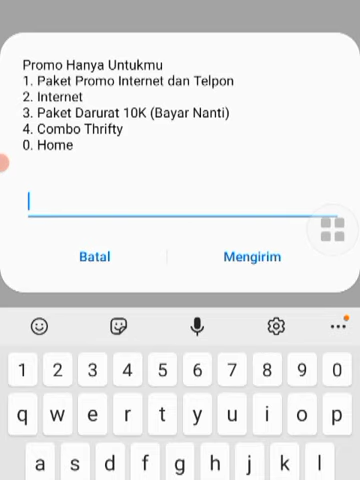 Promo Hanya Untukmu
1. Paket Promo Internet dan Telpon
2. Internet
3. Paket Darurat 10K (Bayar Nanti)
4. Combo Thrifty
0. Home
Batal
Mengirim
1 2 3 4 5 6 7 8 9 0
q w e r t y u i o p
a s d f g h j k l